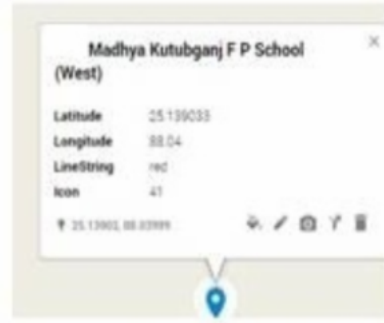 Madhya Kutubganj F P School
(West)
Latitude 25.139033
Longitude 88.04
LineString red
Icon 41
25.13903, 88.03999